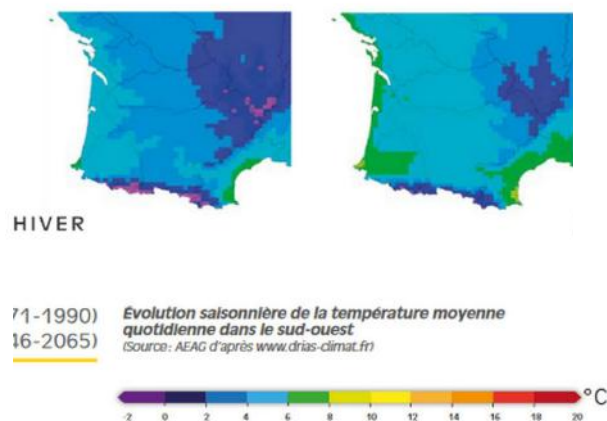 HIVER
71-1990)
46-2065)
Évolution saisonnière de la température moyenne
quotidienne dans le sud-ouest
(Source: AEAG d'après www.drias-climat.fr)
°C
-2 0 2 4 6 8 10 12 14 16 18 20